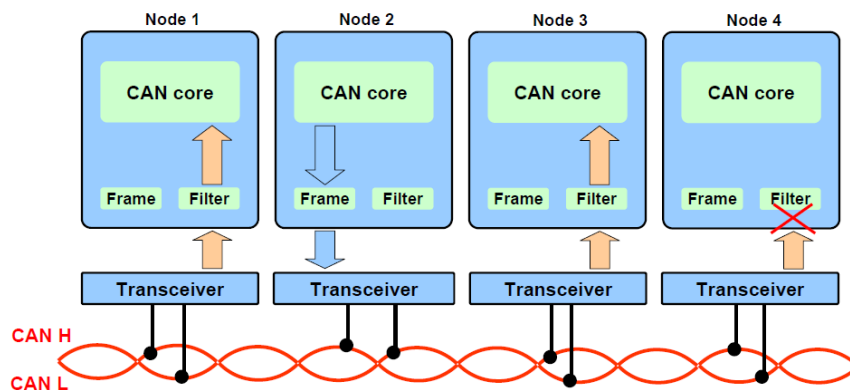 Node 1 Node 2 Node 3 Node 4
CAN core CAN core CAN core CAN core
Frame Filter Frame Filter Frame Filter Frame Filter
Transceiver Transceiver Transceiver Transceiver
CAN H
CAN L